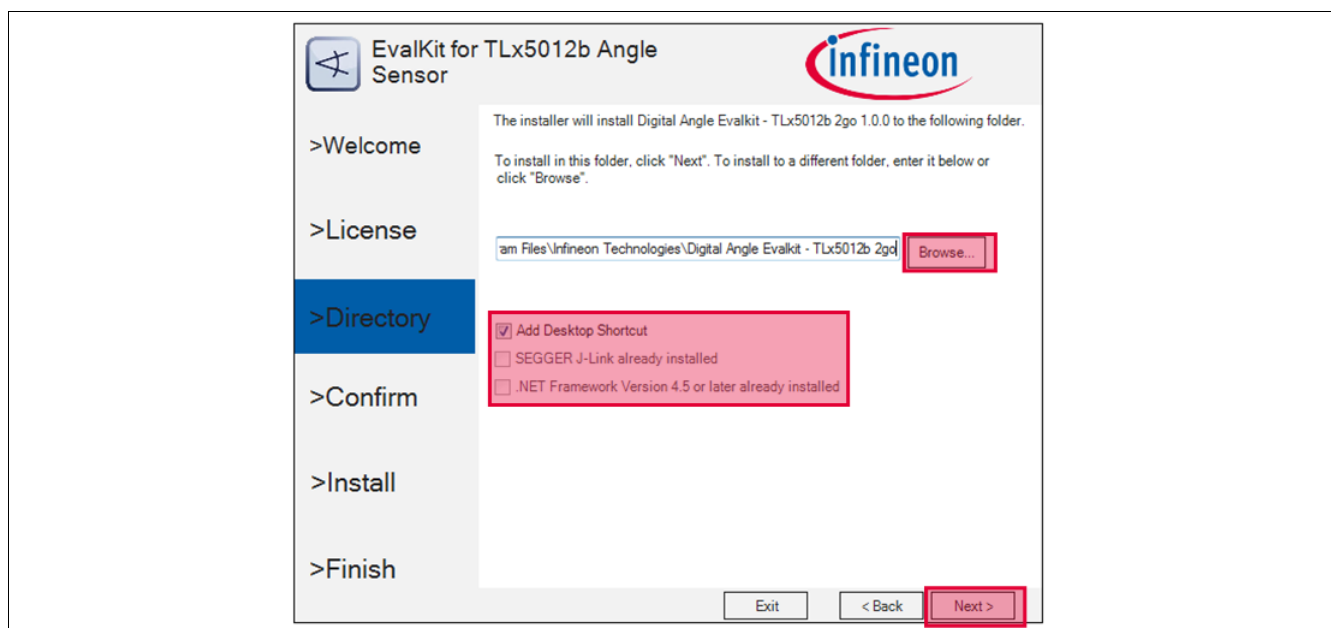 EvalKit for TLx5012b Angle
Sensor
infineon
>Welcome
>License
>Directory
>Confirm
>Install
>Finish
The installer will install Digital Angle Evalkit - TLx5012b 2go 1.0.0 to the following folder.
To install in this folder, click "Next". To install to a different folder, enter it below or
click "Browse".
am Files\Infineon Technologies\Digital Angle Evalkit - TLx5012b 2go
Browse...
Add Desktop Shortcut
SEGGER J-Link already installed
.NET Framework Version 4.5 or later already installed
Exit
< Back
Next >